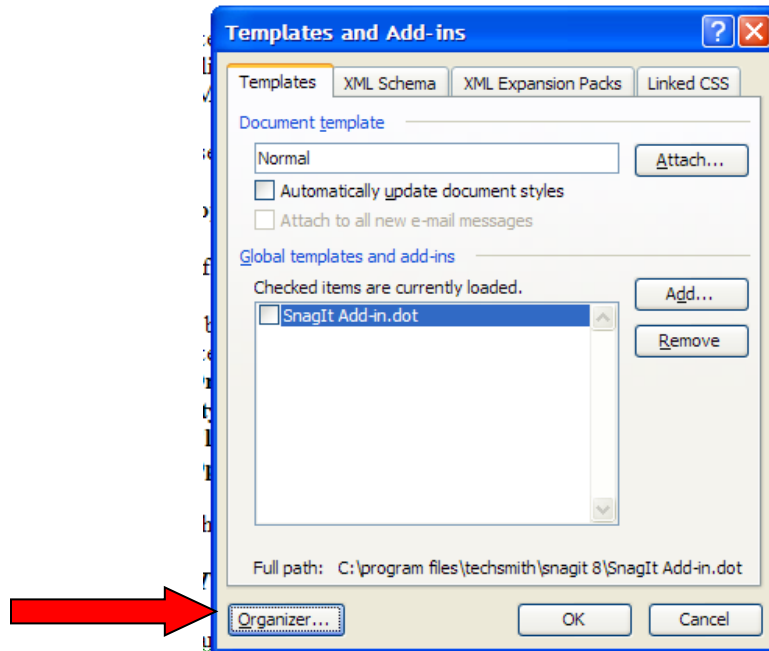 Templates and Add-ins
Templates XML Schema XML Expansion Packs Linked CSS
Document template
Normal Attach...
Automatically update document styles
Attach to all new e-mail messages
Global templates and add-ins
Checked items are currently loaded. Add...
SnagIt Add-in.dot
Remove
Full path: C:\program files\techsmith\snagit 8\SnagIt Add-in.dot
Organizer... OK Cancel